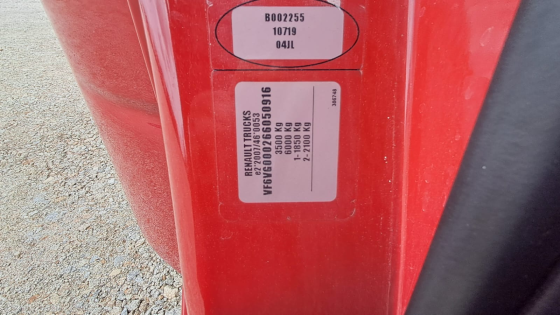 B002255
10719
04JL
RENAULT TRUCKS
e2*2007/46*0053
VF6VG000266050916
3500 Kg
6000 Kg
1- 1850 Kg
2- 2100 Kg